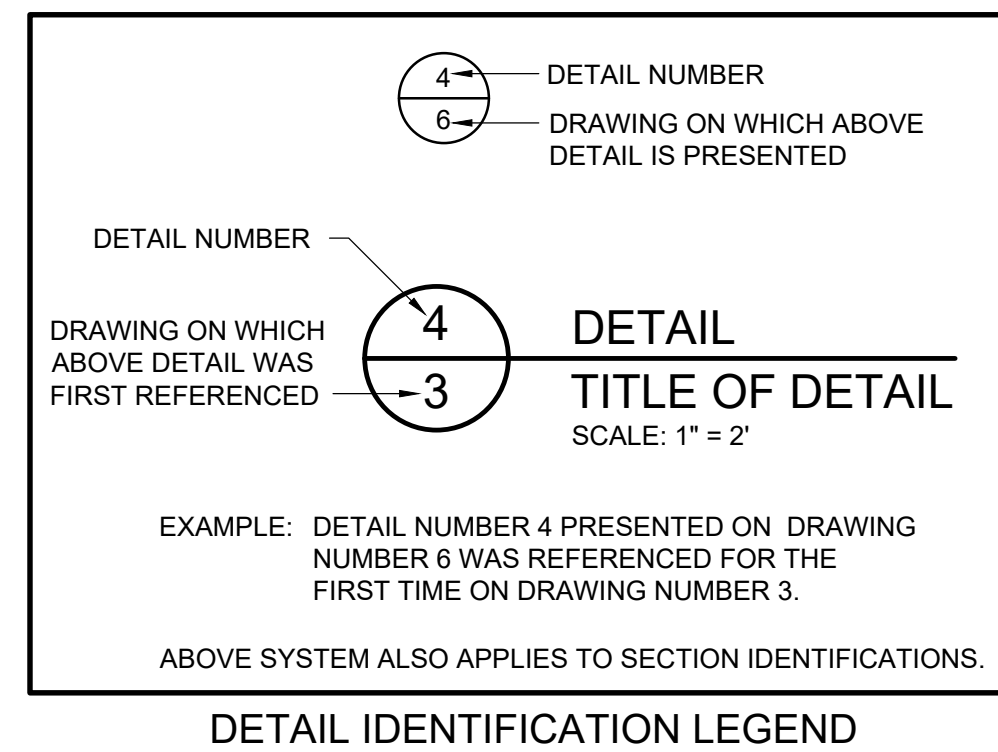 4
DETAIL NUMBER
6
DRAWING ON WHICH ABOVE
DETAIL IS PRESENTED
DETAIL NUMBER
4
DETAIL
DRAWING ON WHICH
ABOVE DETAIL WAS
FIRST REFERENCED
3
TITLE OF DETAIL
SCALE: 1" = 2'
EXAMPLE: DETAIL NUMBER 4 PRESENTED ON DRAWING
NUMBER 6 WAS REFERENCED FOR THE
FIRST TIME ON DRAWING NUMBER 3.
ABOVE SYSTEM ALSO APPLIES TO SECTION IDENTIFICATIONS.
DETAIL IDENTIFICATION LEGEND